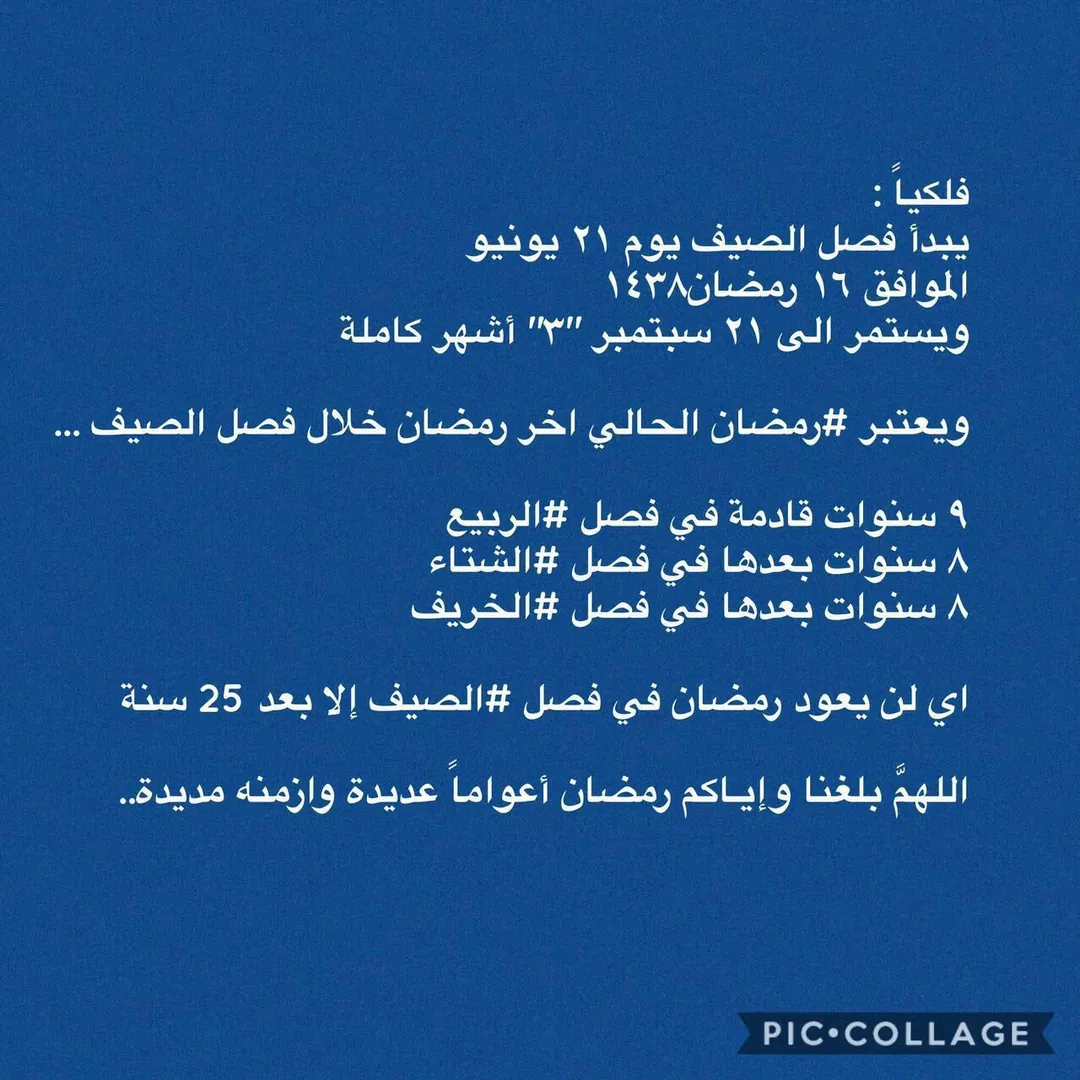 فلكياً :
يبدأ فصل الصيف يوم ٢١ يونيو
الموافق ١٦ رمضان١٤٣٨
ويستمر الى ٢١ سبتمبر "٣" أشهر كاملة
ويعتبر #رمضان الحالي اخر رمضان خلال فصل الصيف ...
٩ سنوات قادمة في فصل #الربيع
٨ سنوات بعدها في فصل #الشتاء
٨ سنوات بعدها في فصل #الخريف
اي لن يعود رمضان في فصل #الصيف إلا بعد 25 سنة
اللهمَّ بلغنا وإياكم رمضان أعواماً عديدة وازمنه مديدة..
PIC•COLLAGE